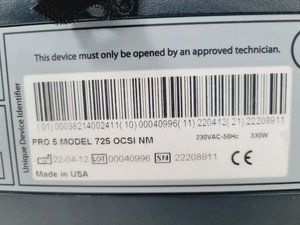 This device must only be opened by an approved technician.
Unique Device Identifier
(01)00038214002411(10)00040996(11)220412(21)22208911
PRO 5 MODEL 725 OCSI NM
230VAC-50Hz 330W
22-04-12 LOT 00040996 SN 22208911
CE
Made in USA